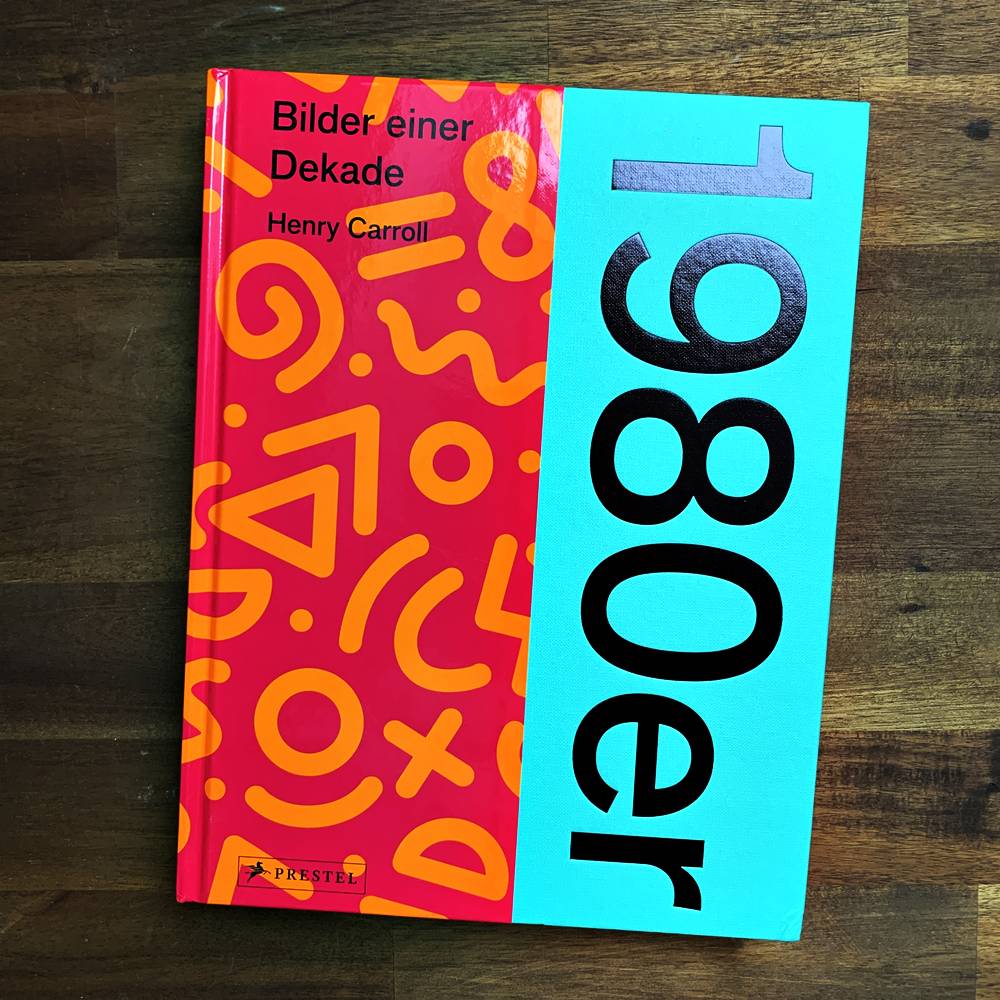 Bilder einer
Dekade
Henry Carroll
1980er
PRESTEL